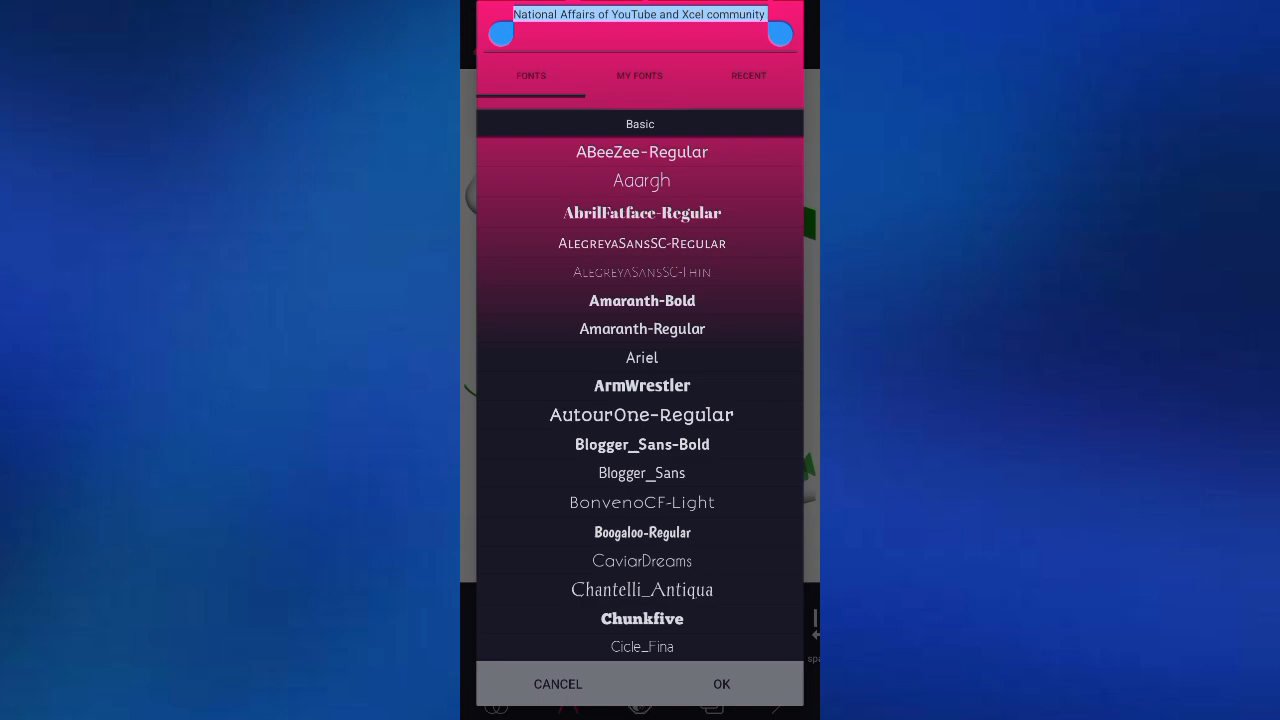 National Affairs of YouTube and Xcel community
FONTS
MY FONTS
RECENT
Basic
ABeeZee-Regular
Aaargh
AbrilFatface-Regular
AlegreyaSansSC-Regular
AlegreyaSansSC-Thin
Amaranth-Bold
Amaranth-Regular
Ariel
ArmWrestler
AutourOne-Regular
Blogger_Sans-Bold
Blogger_Sans
BonvenoCF-Light
Boogaloo-Regular
CaviarDreams
Chantelli_Antiqua
Chunkfive
Cicle_Fina
CANCEL
OK